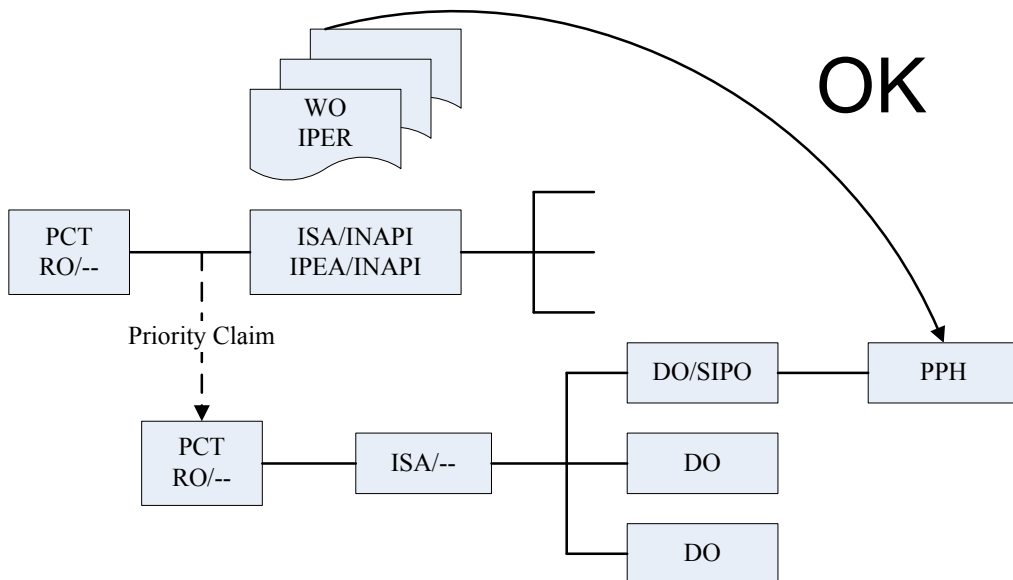 OK
WO
IPER
PCT
RO/--
ISA/INAPI
IPEA/INAPI
Priority Claim
DO/SIPO
PPH
PCT
RO/--
ISA/--
DO
DO